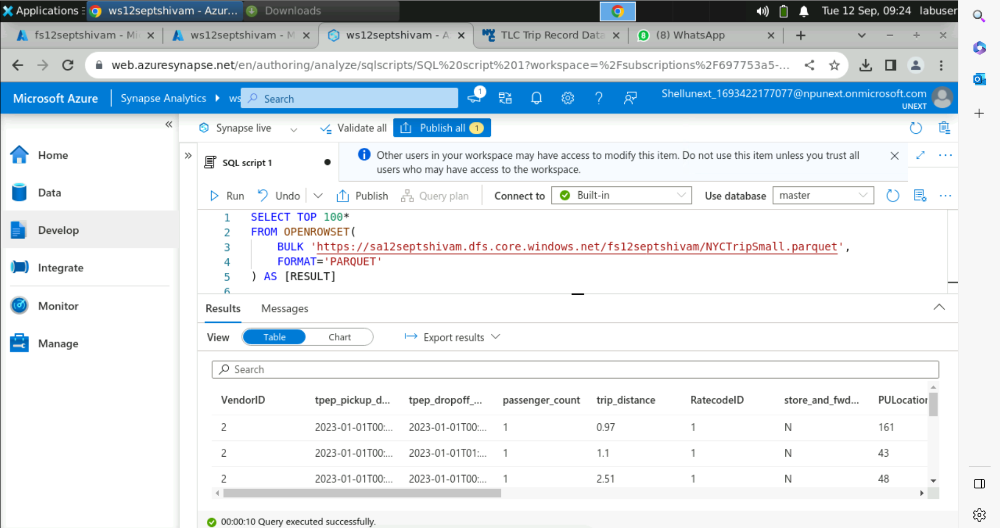 Applications
ws12septshivam - Azur...
Downloads
Tue 12 Sep, 09:24 labuser
fs12septshivam - Mi
ws12septshivam - M
ws12septshivam - A
TLC Trip Record Data
(8) WhatsApp
web.azuresynapse.net/en/authoring/analyze/sqlscripts/SQL%20script%201?workspace=%2Fsubscriptions%2F697753a5-...
Microsoft Azure
Synapse Analytics
ws
Search
1
Shellunext_1693422177077@npunext.onmicrosoft.com
UNEXT
Synapse live
Validate all
Publish all 1
Home
Data
Develop
Integrate
Monitor
Manage
SQL script 1
Other users in your workspace may have access to modify this item. Do not use this item unless you trust all
users who may have access to the workspace.
Run
Undo
Publish
Query plan
Connect to
Built-in
Use database
master
1 SELECT TOP 100*
2 FROM OPENROWSET(
3 BULK 'https://sa12septshivam.dfs.core.windows.net/fs12septshivam/NYCTripSmall.parquet',
4 FORMAT='PARQUET'
5 ) AS [RESULT]
6
Results
Messages
View
Table
Chart
Export results
Search
VendorID tpep_pickup_d... tpep_dropoff_... passenger_count trip_distance RatecodeID store_and_fwd... PULocation
2 2023-01-01T00:... 2023-01-01T00:... 1 0.97 1 N 161
2 2023-01-01T00:... 2023-01-01T01:... 1 1.1 1 N 43
2 2023-01-01T00:... 2023-01-01T00:... 1 2.51 1 N 48
00:00:10 Query executed successfully.